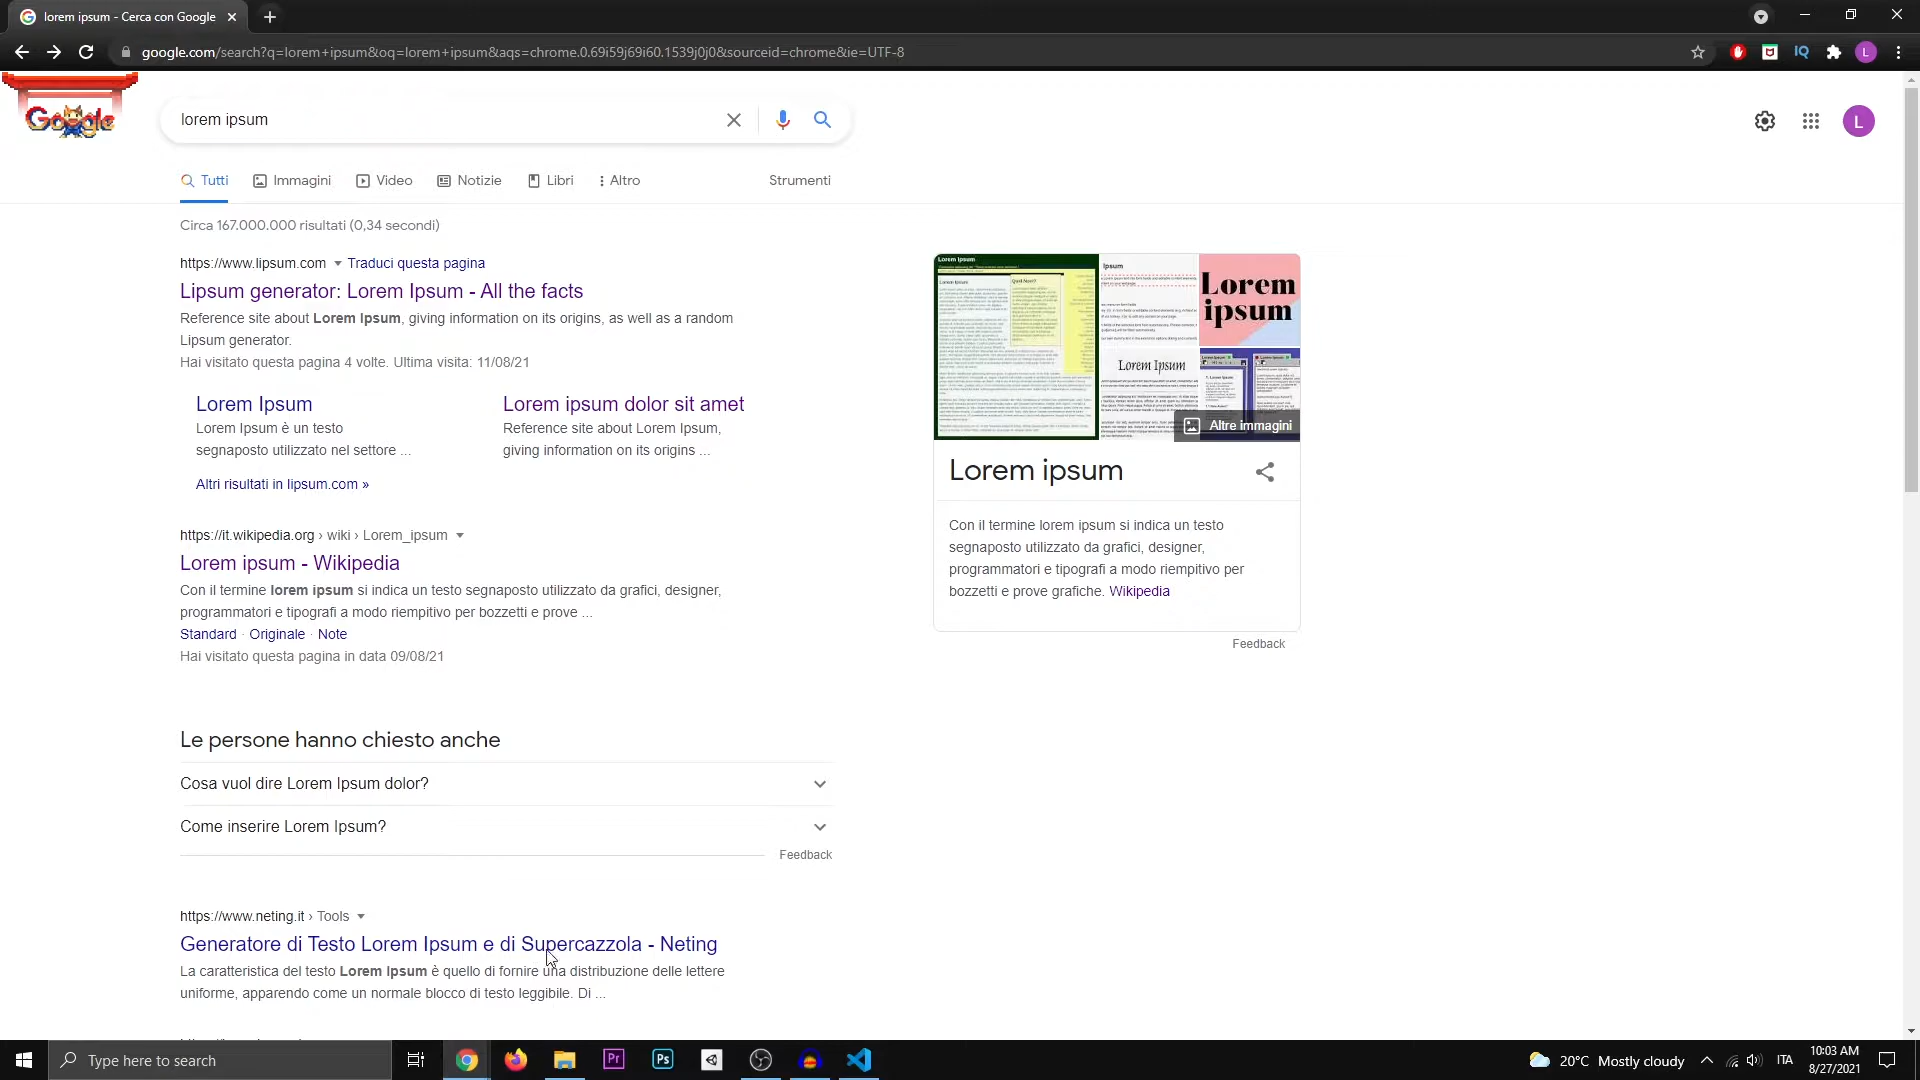 lorem ipsum - Cerca con Google
google.com/search?q=lorem+ipsum&oq=lorem+ipsum&aqs=chrome.0.69i59j69i60.1539j0j0&sourceid=chrome&ie=UTF-8
IQ
L
Google
lorem ipsum
L
Tutti
Immagini
Video
Notizie
Libri
Altro
Strumenti
Circa 167.000.000 risultati (0,34 secondi)
https://www.lipsum.com Traduci questa pagina
Lipsum generator: Lorem Ipsum - All the facts
Reference site about Lorem Ipsum, giving information on its origins, as well as a random
Lipsum generator.
Hai visitato questa pagina 4 volte. Ultima visita: 11/08/21
Lorem Ipsum
Lorem Ipsum è un testo
segnaposto utilizzato nel settore ...
Lorem ipsum dolor sit amet
Reference site about Lorem Ipsum,
giving information on its origins ...
Altri risultati in lipsum.com »
https://it.wikipedia.org › wiki › Lorem_ipsum
Lorem ipsum - Wikipedia
Con il termine lorem ipsum si indica un testo segnaposto utilizzato da grafici, designer,
programmatori e tipografi a modo riempitivo per bozzetti e prove ...
Standard · Originale · Note
Hai visitato questa pagina in data 09/08/21
Le persone hanno chiesto anche
Cosa vuol dire Lorem Ipsum dolor?
Come inserire Lorem Ipsum?
Feedback
https://www.neting.it › Tools
Generatore di Testo Lorem Ipsum e di Supercazzola - Neting
La caratteristica del testo Lorem Ipsum è quello di fornire una distribuzione delle lettere
uniforme, apparendo come un normale blocco di testo leggibile. Di ...
Lorem Ipsum
Ipsum
Lorem
ipsum
Lorem Ipsum
Altre immagini
Lorem ipsum
Con il termine lorem ipsum si indica un testo
segnaposto utilizzato da grafici, designer,
programmatori e tipografi a modo riempitivo per
bozzetti e prove grafiche. Wikipedia
Feedback
Type here to search
Pr
Ps
20°C Mostly cloudy
ITA
10:03 AM
8/27/2021